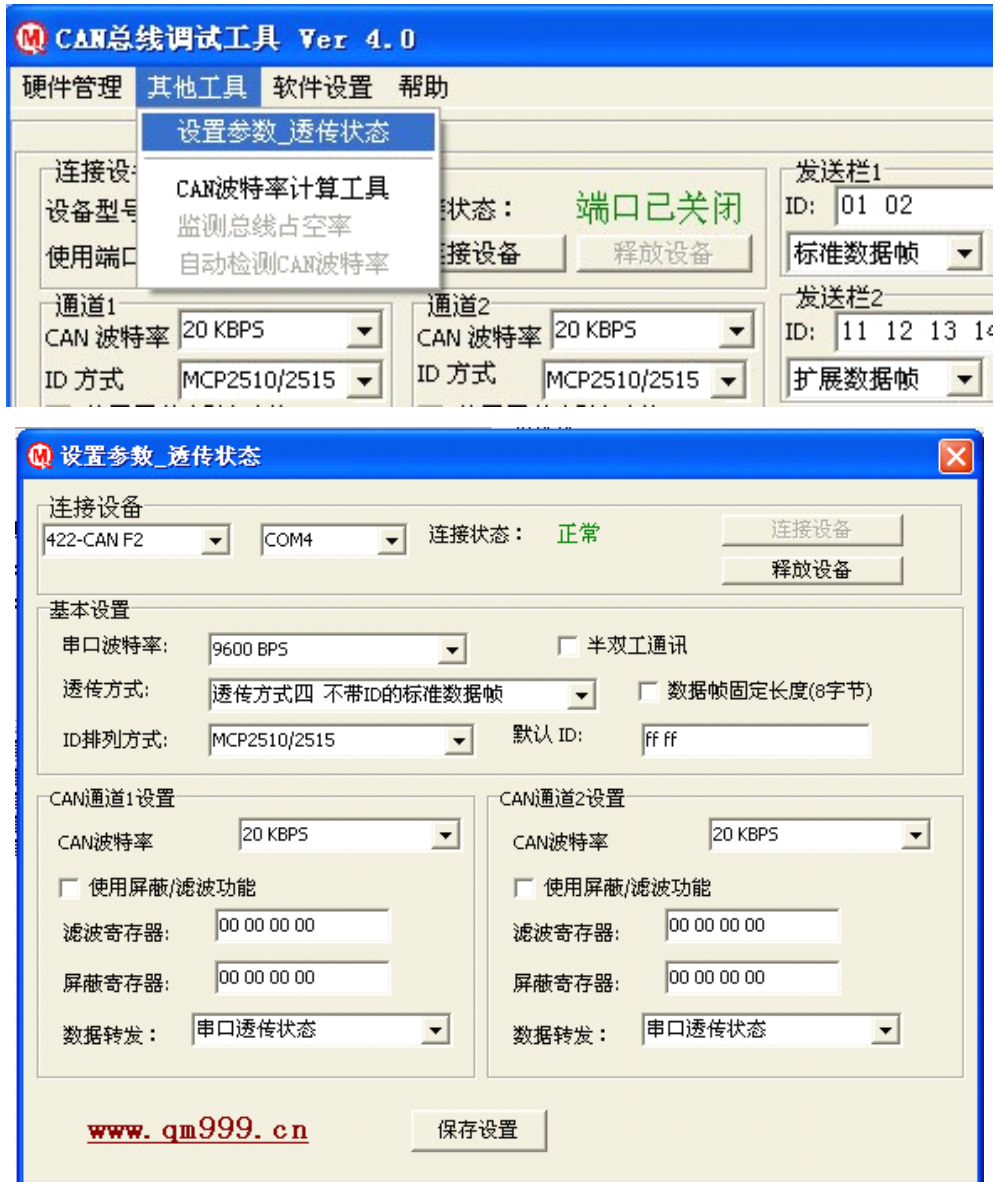 CAN总线调试工具 Ver 4.0
硬件管理 其他工具 软件设置 帮助
设置参数_透传状态
CAN波特率计算工具
监测总线占空率
自动检测CAN波特率
连接设
设备型号 状态： 端口已关闭
使用端口 接设备 释放设备
发送栏1
ID: 01 02
标准数据帧
通道1
CAN 波特率 20 KBPS
ID 方式 MCP2510/2515
通道2
CAN 波特率 20 KBPS
ID 方式 MCP2510/2515
发送栏2
ID: 11 12 13 14
扩展数据帧
设置参数_透传状态
连接设备
422-CAN F2 COM4 连接状态： 正常 连接设备
释放设备
基本设置
串口波特率: 9600 BPS 半双工通讯
透传方式: 透传方式四 不带ID的标准数据帧 数据帧固定长度(8字节)
ID排列方式: MCP2510/2515 默认 ID: ff ff
CAN通道1设置
CAN波特率 20 KBPS
使用屏蔽/滤波功能
滤波寄存器: 00 00 00 00
屏蔽寄存器: 00 00 00 00
数据转发： 串口透传状态
CAN通道2设置
CAN波特率 20 KBPS
使用屏蔽/滤波功能
滤波寄存器: 00 00 00 00
屏蔽寄存器: 00 00 00 00
数据转发： 串口透传状态
www.qm999.cn 保存设置